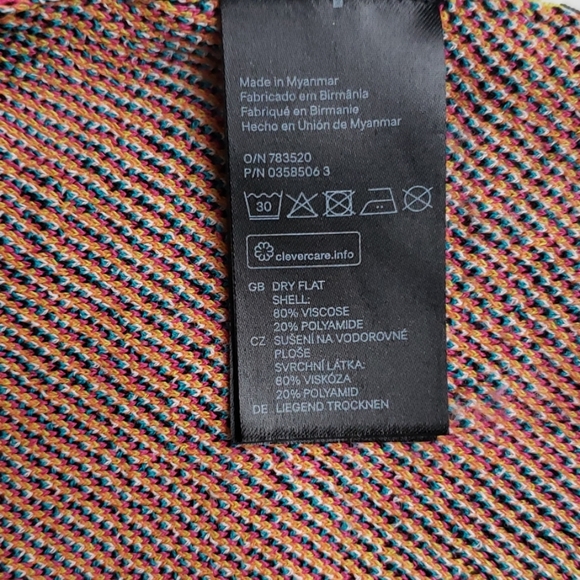 Made in Myanmar
Fabricado em Birmânia
Fabriqué en Birmanie
Hecho en Unión de Myanmar
O/N 783520
P/N 0358506 3
30
clevercare.info
GB DRY FLAT
SHELL:
80% VISCOSE
20% POLYAMIDE
CZ SUŠENÍ NA VODOROVNÉ
PLOŠE
SVRCHNÍ LÁTKA:
80% VISKÓZA
20% POLYAMID
DE LIEGEND TROCKNEN